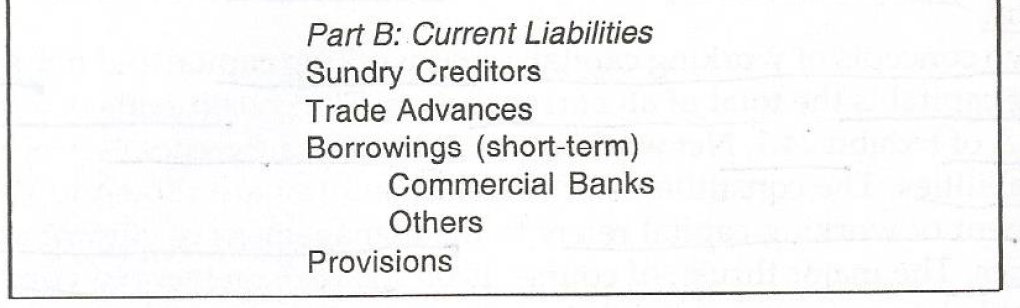 Part B: Current Liabilities
Sundry Creditors
Trade Advances
Borrowings (short-term)
Commercial Banks
Others
Provisions